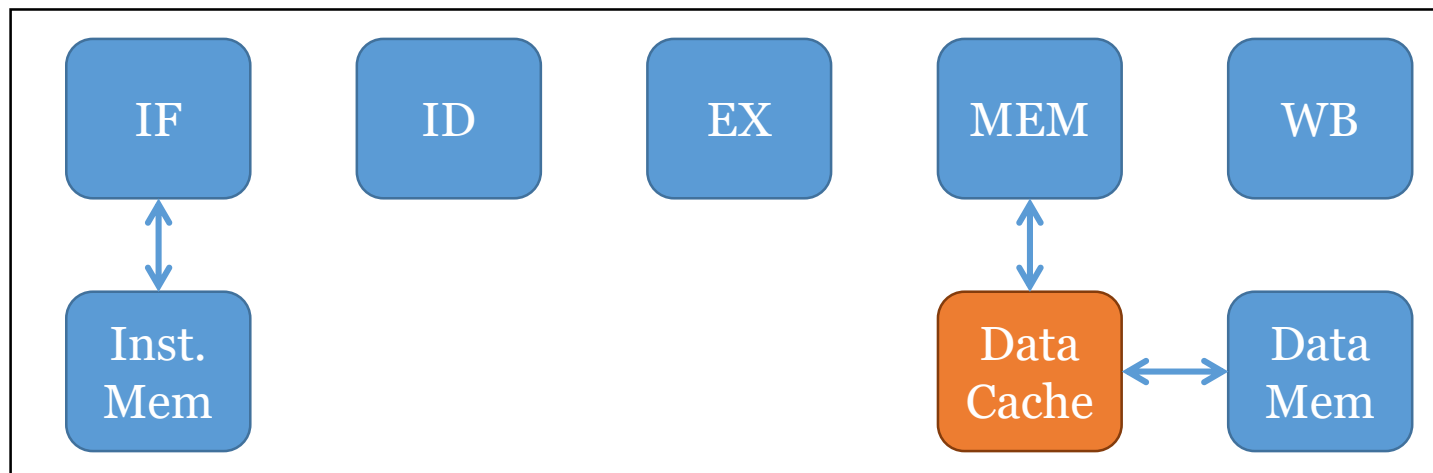 IF
ID
EX
MEM
WB
Inst.
Mem
Data
Cache
Data
Mem